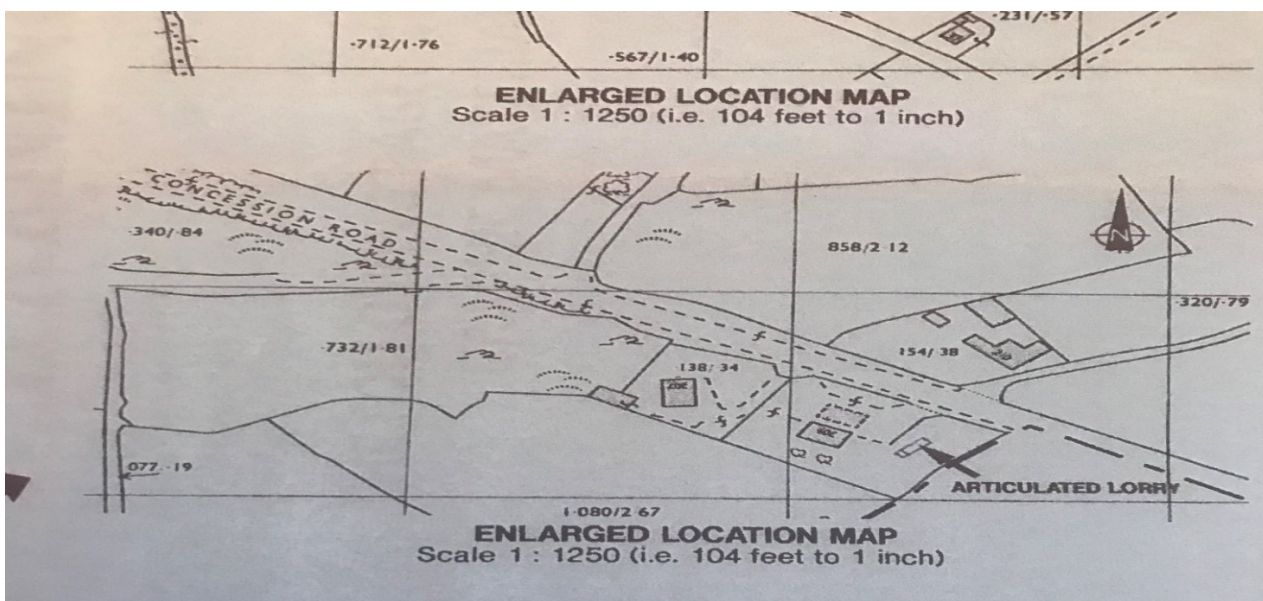 ·231/·57
·712/1·76
·567/1·40
ENLARGED LOCATION MAP
Scale 1 : 1250 (i.e. 104 feet to 1 inch)
CONCESSION ROAD
·340/·84
858/2·12
N
·320/·79
·732/1·81
138/·34
154/·38
077·19
ARTICULATED LORRY
1·080/2·67
ENLARGED LOCATION MAP
Scale 1 : 1250 (i.e. 104 feet to 1 inch)